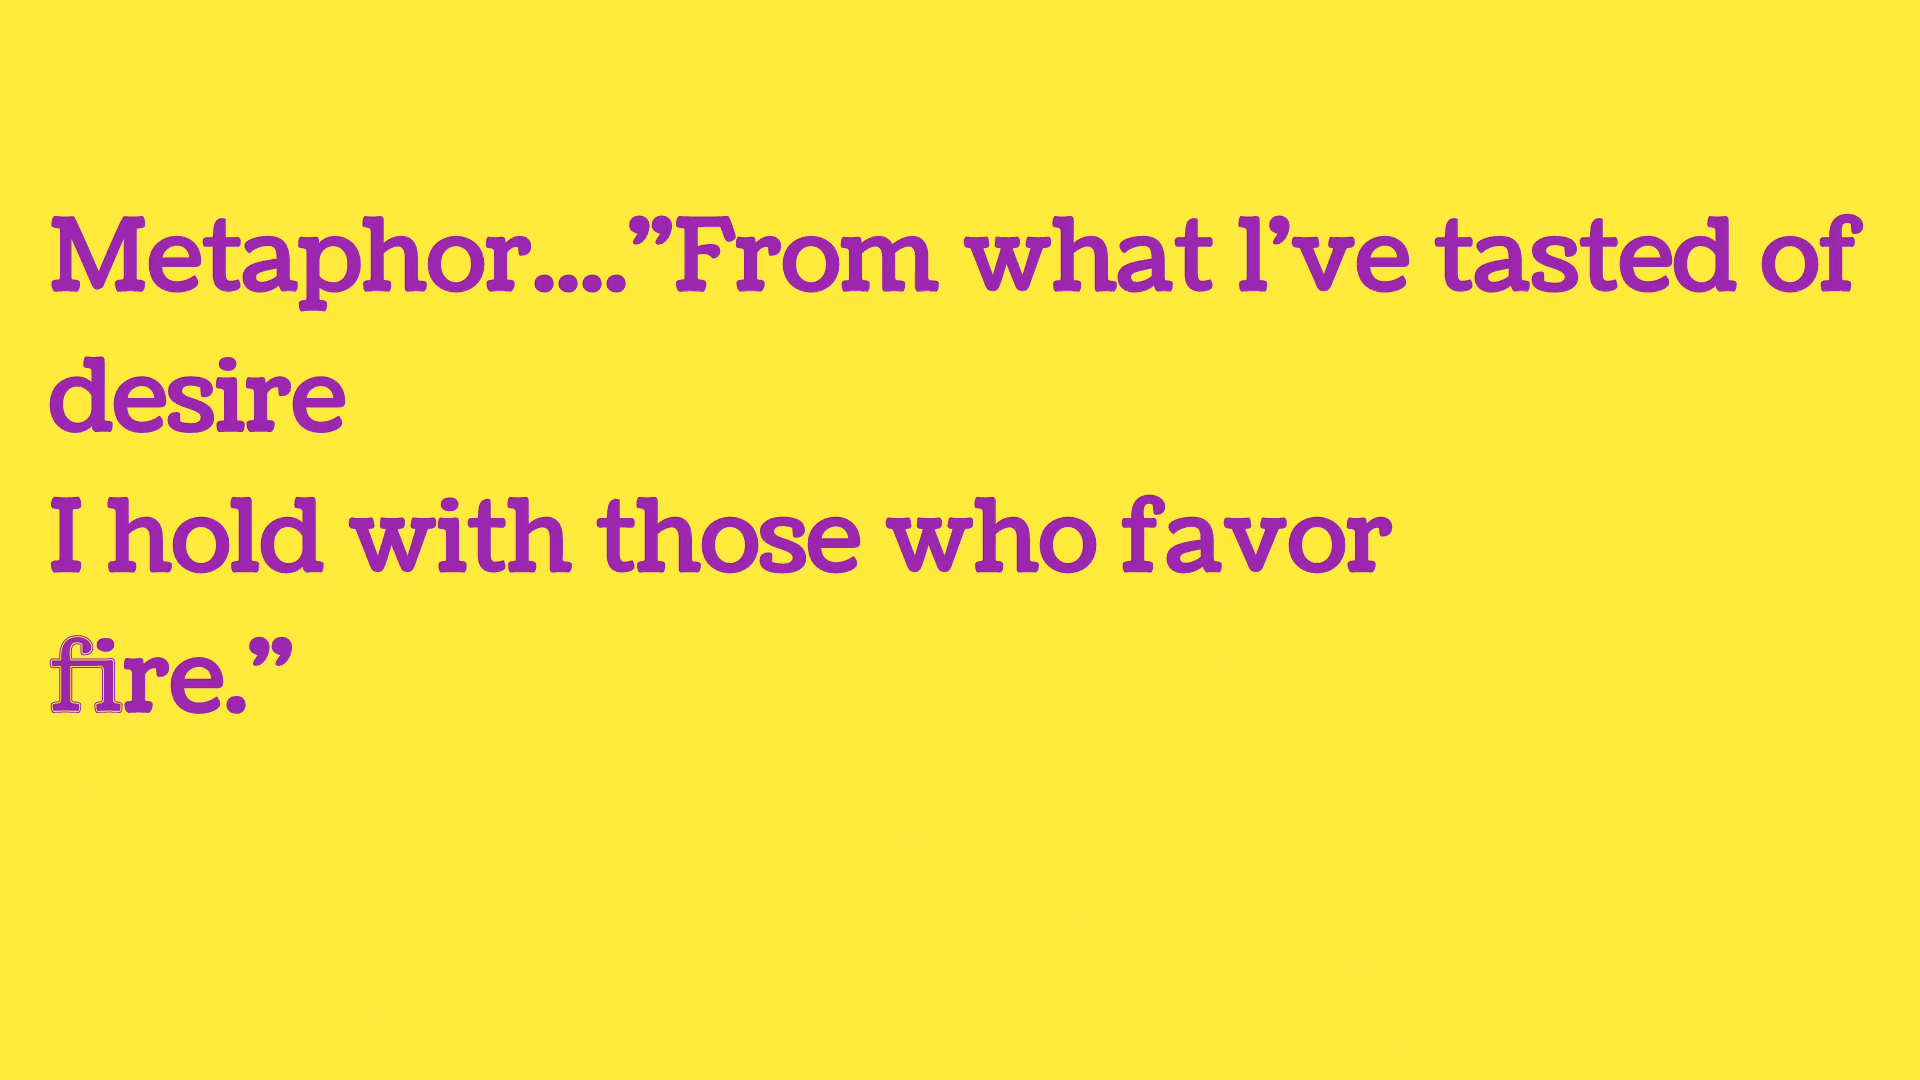 Metaphor....”From what l’ve tasted of
desire
I hold with those who favor
fire.”